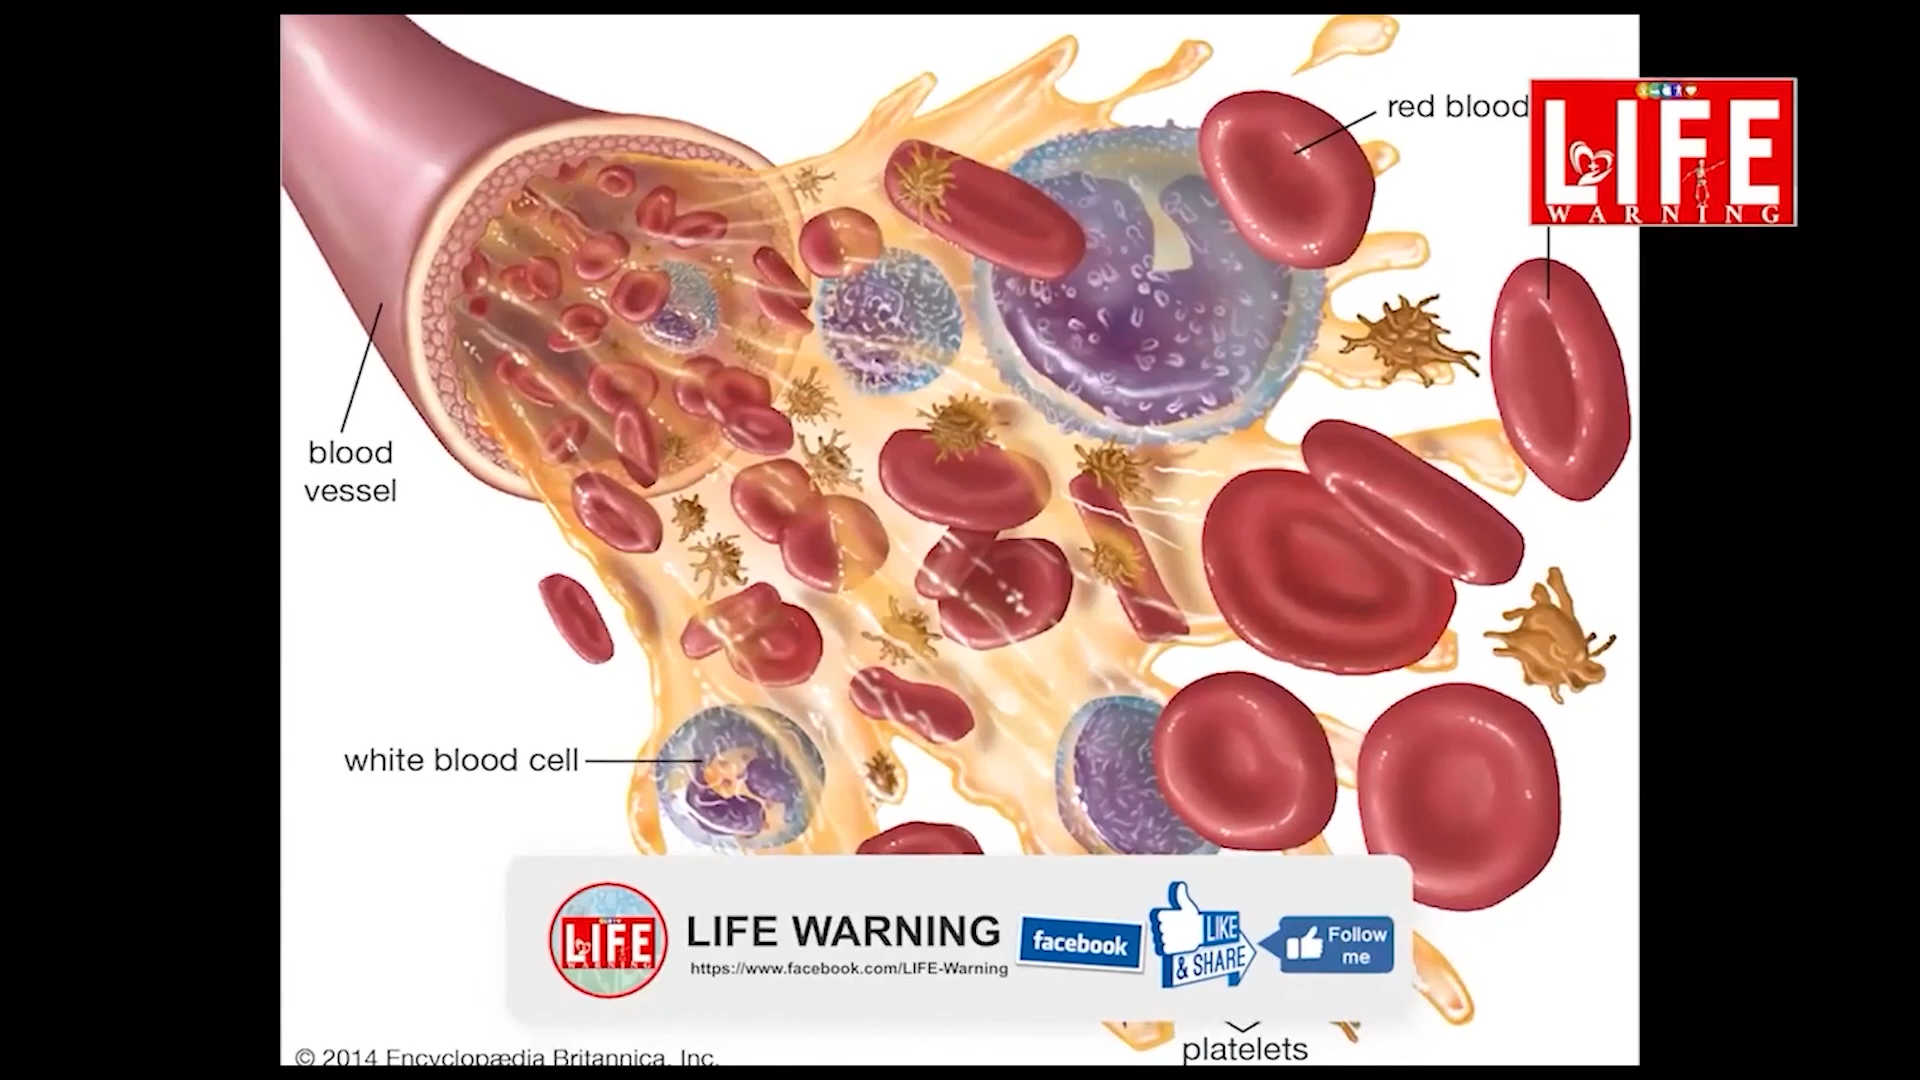 red blood
LIFE
WARNING
blood
vessel
white blood cell
LIFE
LIFE WARNING
https://www.facebook.com/LIFE-Warning
facebook
LIKE
& SHARE
Follow
me
platelets
© 2014 Encyclopædia Britannica, Inc.